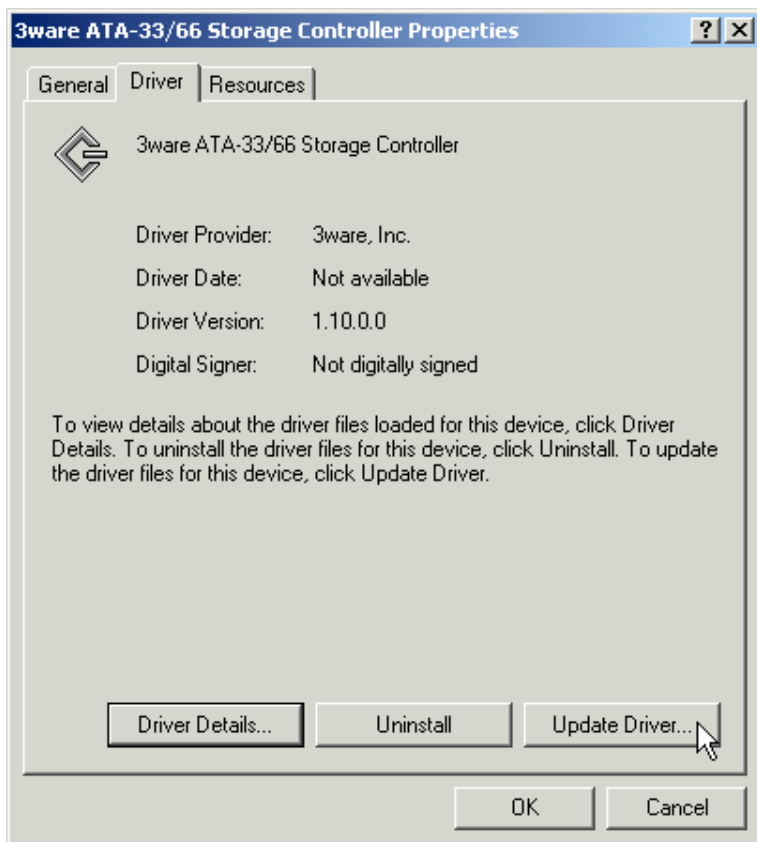 3ware ATA-33/66 Storage Controller Properties
General Driver Resources
3ware ATA-33/66 Storage Controller
Driver Provider: 3ware, Inc.
Driver Date: Not available
Driver Version: 1.10.0.0
Digital Signer: Not digitally signed
To view details about the driver files loaded for this device, click Driver
Details. To uninstall the driver files for this device, click Uninstall. To update
the driver files for this device, click Update Driver.
Driver Details... Uninstall Update Driver...
OK Cancel